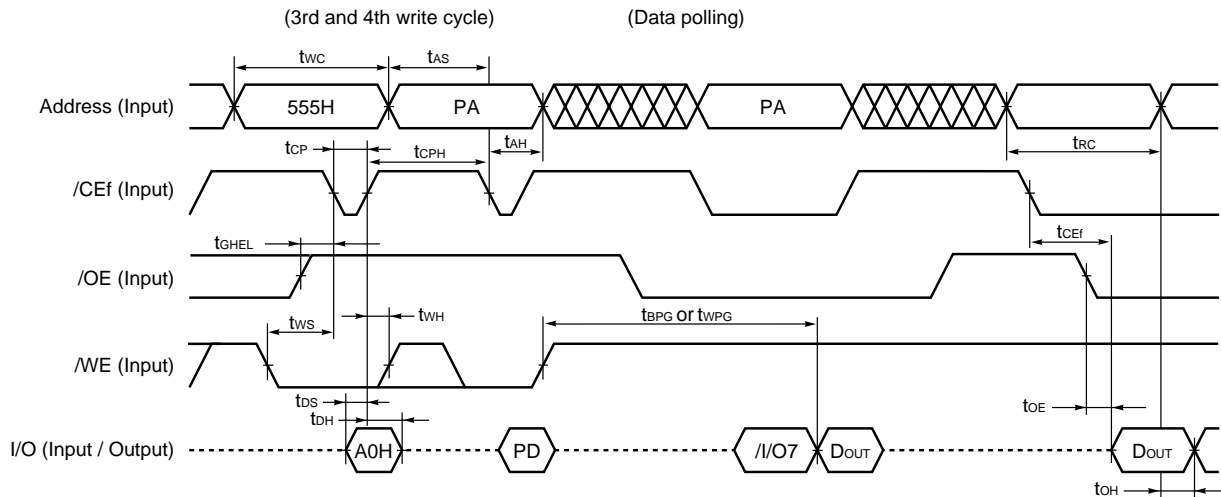 (3rd and 4th write cycle) (Data polling)
tWC tAS
Address (Input) 555H PA PA
tCP tCPH tAH tRC
/CEf (Input)
tGHEL tCEf
/OE (Input)
tWS tWH tBPG or tWPG
/WE (Input)
tDS tOE
tDH
I/O (Input / Output) A0H PD /I/O7 DOUT DOUT
tOH